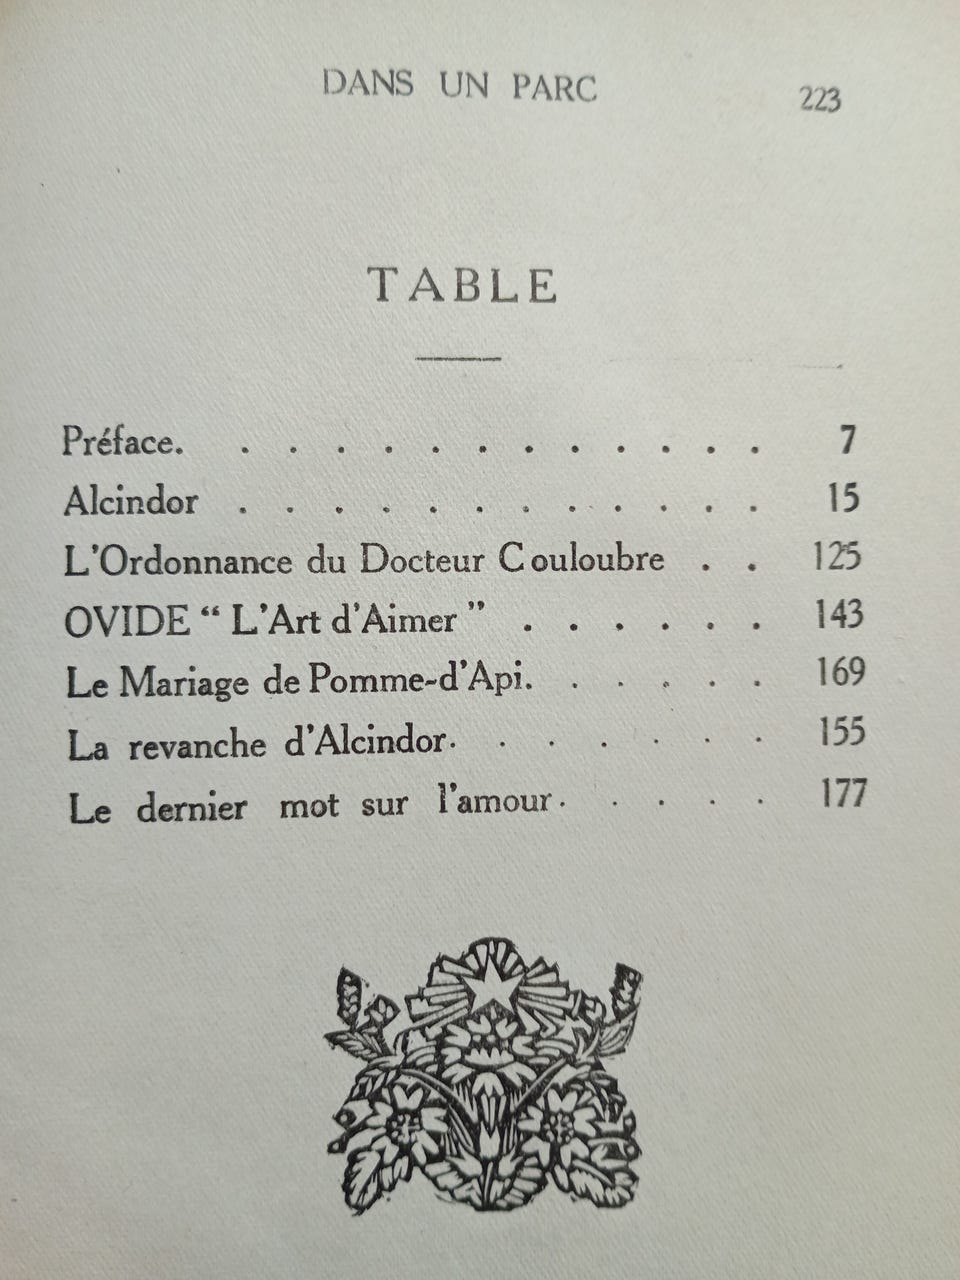 DANS UN PARC 223
TABLE
Préface. . . . . . . . . . . . . 7
Alcindor . . . . . . . . . . . . 15
L'Ordonnance du Docteur Couloubre . . 125
OVIDE “ L'Art d'Aimer ” . . . . . . 143
Le Mariage de Pomme-d'Api. . . . . . 169
La revanche d'Alcindor. . . . . . . 155
Le dernier mot sur l'amour. . . . . 177